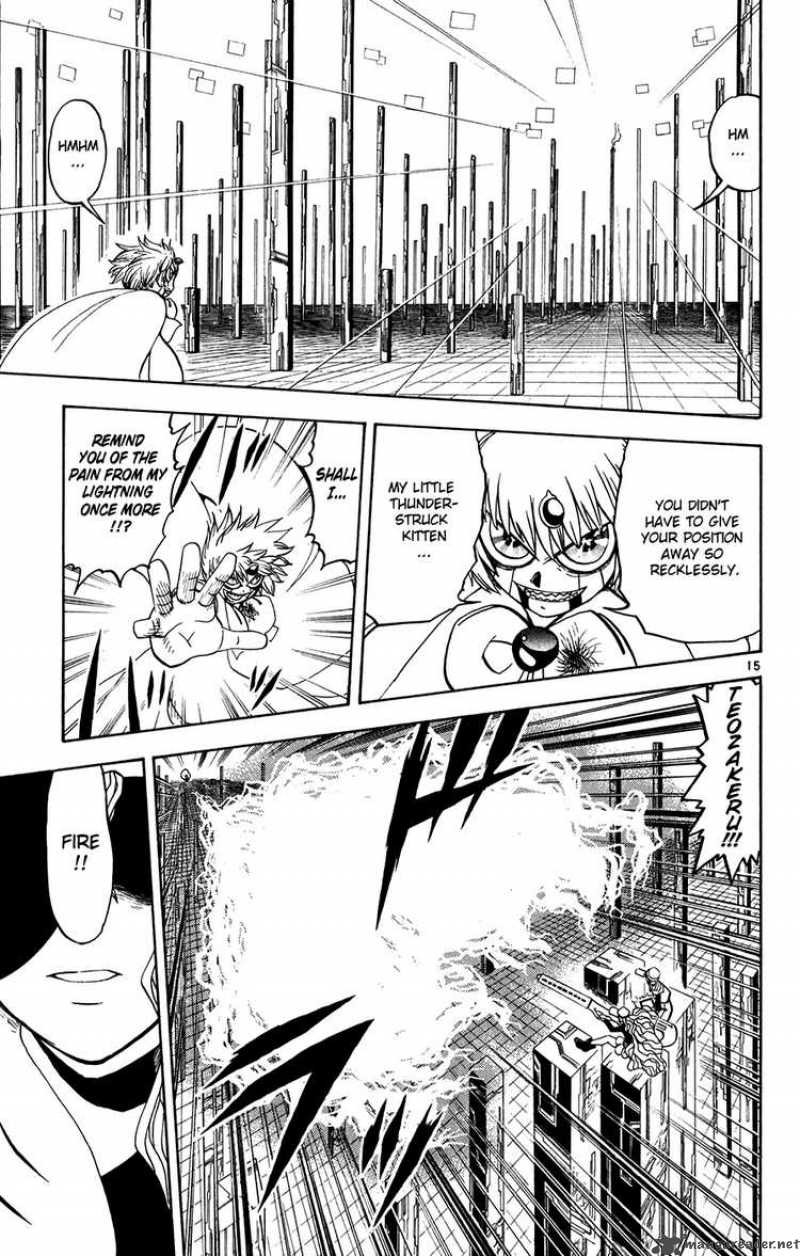 HM
...
HMHM
...
YOU DIDN'T
HAVE TO GIVE
YOUR POSITION
AWAY SO
RECKLESSLY.
MY LITTLE
THUNDER-
STRUCK
KITTEN
...
SHALL
I...
REMIND
YOU OF THE
PAIN FROM MY
LIGHTNING
ONCE MORE
!!?
15
TEOZAKERU!!!
FIRE
!!
mangareader.net